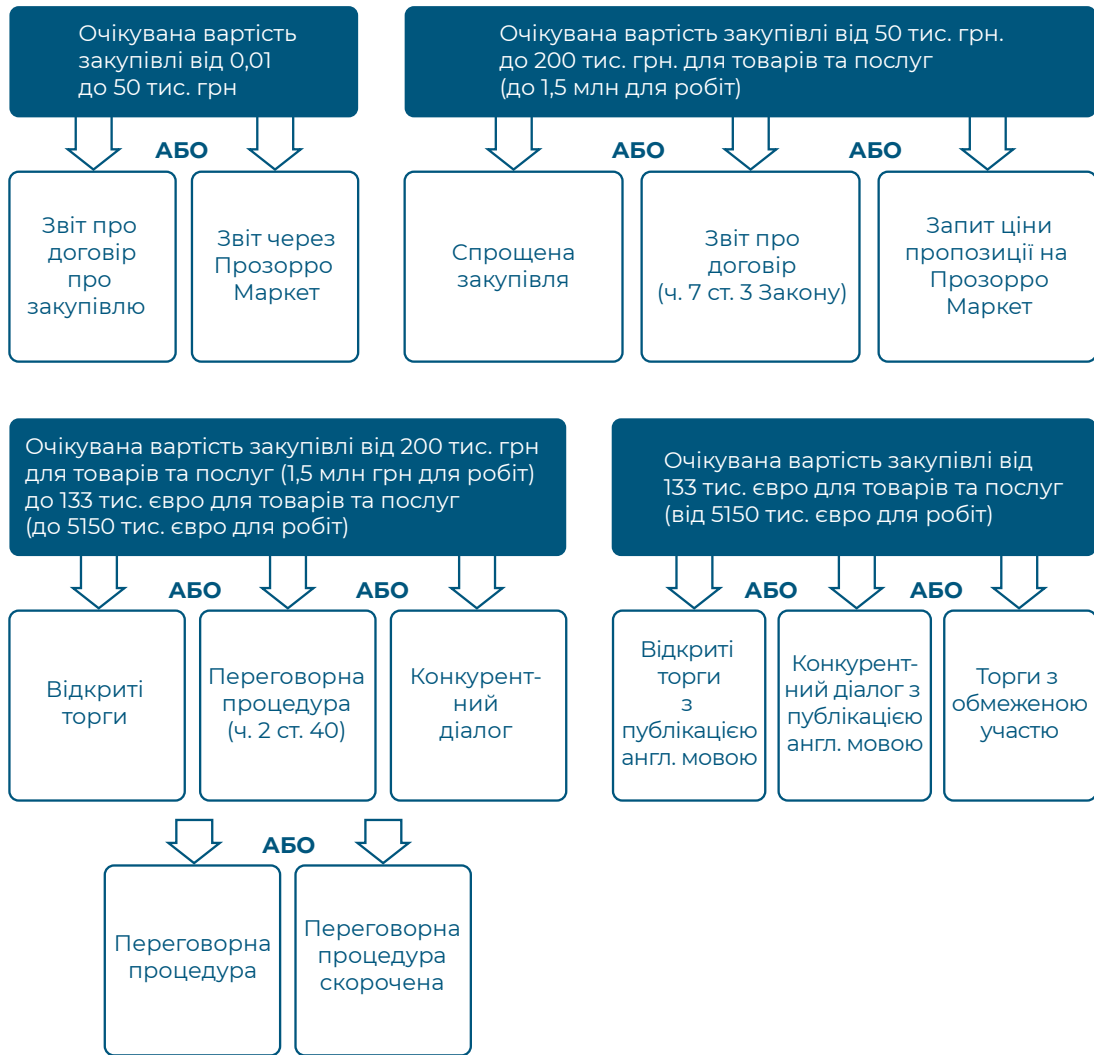 Очікувана вартість
закупівлі від 0,01
до 50 тис. грн
Очікувана вартість закупівлі від 50 тис. грн.
до 200 тис. грн. для товарів та послуг
(до 1,5 млн для робіт)
АБО
АБО
АБО
Звіт про
договір
про
закупівлю
Звіт через
Прозорро
Маркет
Спрощена
закупівля
Звіт про
договір
(ч. 7 ст. 3 Закону)
Запит ціни
пропозиції на
Прозорро
Маркет
Очікувана вартість закупівлі від 200 тис. грн
для товарів та послуг (1,5 млн грн для робіт)
до 133 тис. євро для товарів та послуг
(до 5150 тис. євро для робіт)
Очікувана вартість закупівлі від
133 тис. євро для товарів та послуг
(від 5150 тис. євро для робіт)
АБО
АБО
АБО
АБО
Відкриті
торги
Переговорна
процедура
(ч. 2 ст. 40)
Конкурент-
ний
діалог
Відкриті
торги
з
публікацією
англ. мовою
Конкурент-
ний діалог з
публікацією
англ. мовою
Торги з
обмеженою
участю
АБО
Переговорна
процедура
Переговорна
процедура
скорочена